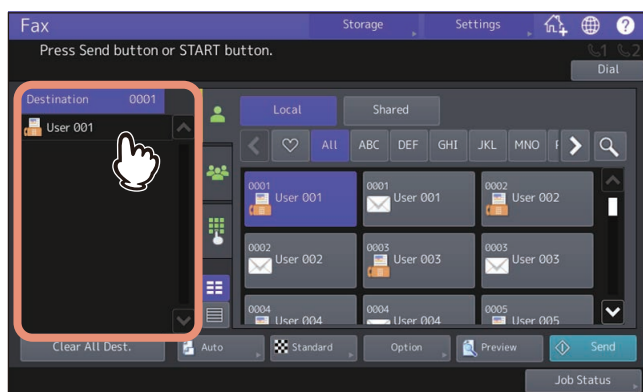 Fax
Storage
Settings
?
Press Send button or START button.
1
2
Dial
Destination 0001
User 001
Local
Shared
All
ABC
DEF
GHI
JKL
MNO
0001
User 001
0001
User 001
0002
User 002
0002
User 002
0003
User 003
0003
User 003
0004
User 004
0004
User 004
0005
User 005
Clear All Dest.
Auto
Standard
Option
Preview
Send
Job Status